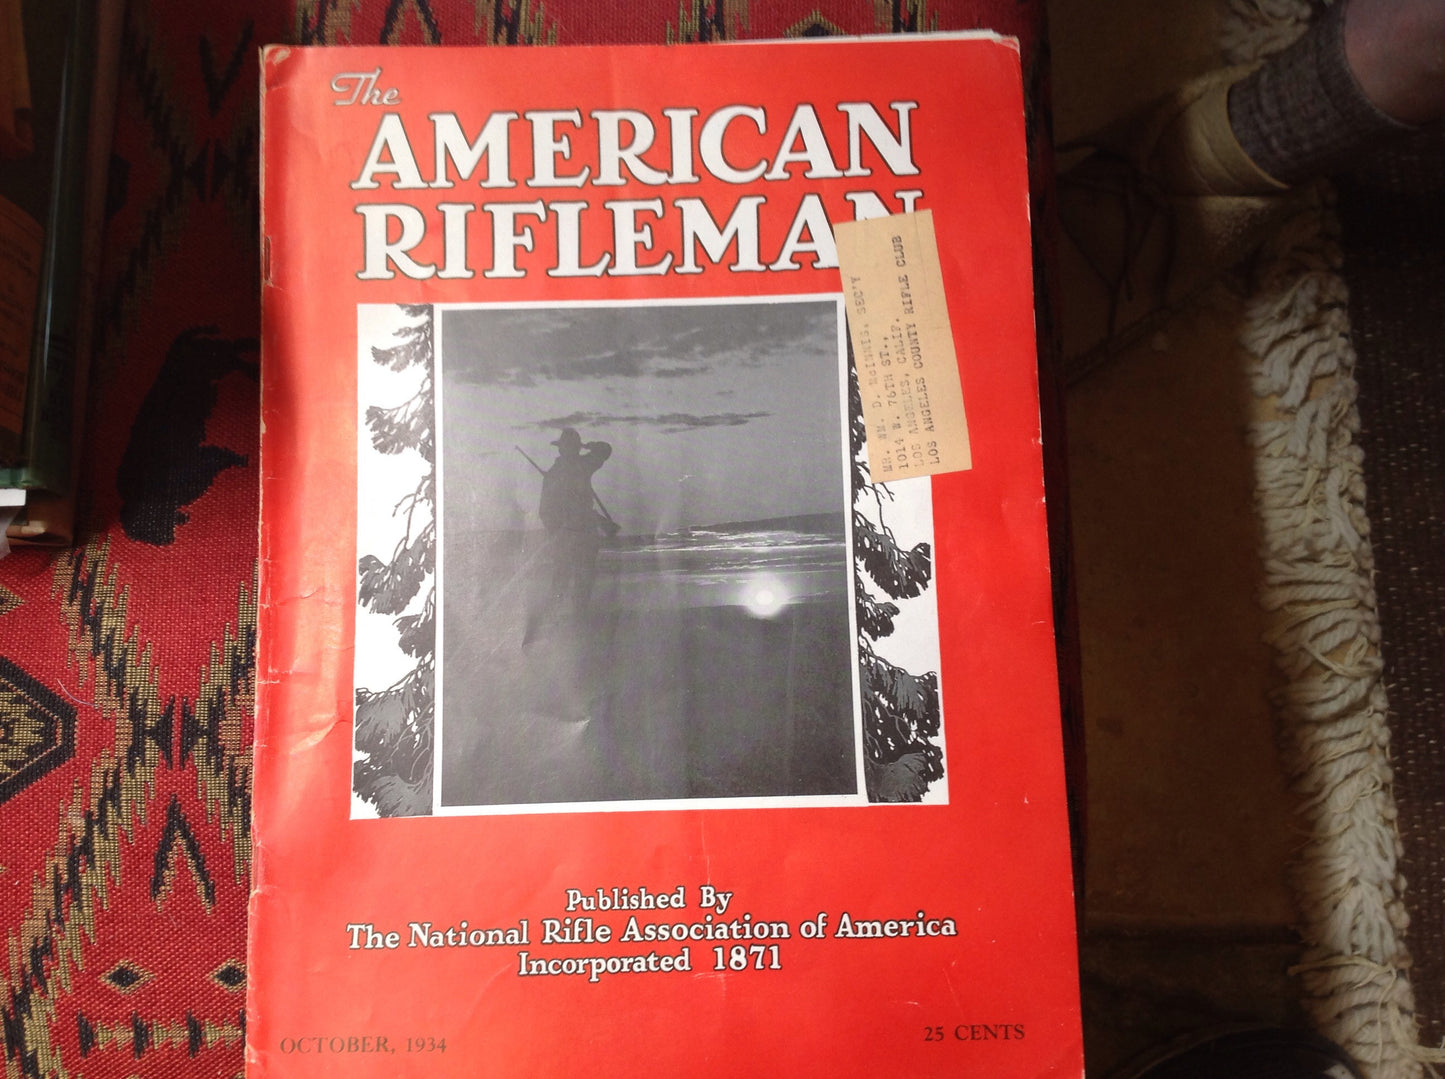 The
AMERICAN
RIFLEMAN
MR. WM. D. McINNIS, SEC'Y
1014 W. 76TH ST.,
LOS ANGELES, CALIF.
LOS ANGELES COUNTY RIFLE CLUB
Published By
The National Rifle Association of America
Incorporated 1871
OCTOBER, 1934
25 CENTS